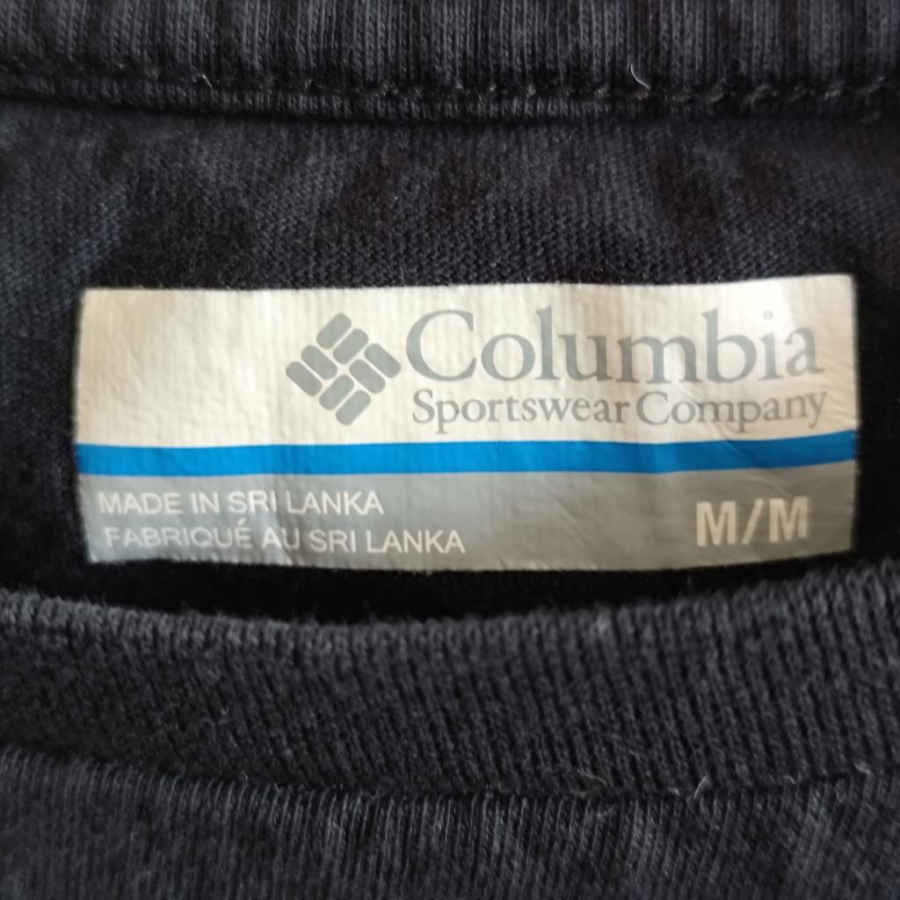 Columbia
Sportswear Company
MADE IN SRI LANKA
FABRIQUÉ AU SRI LANKA
M/M